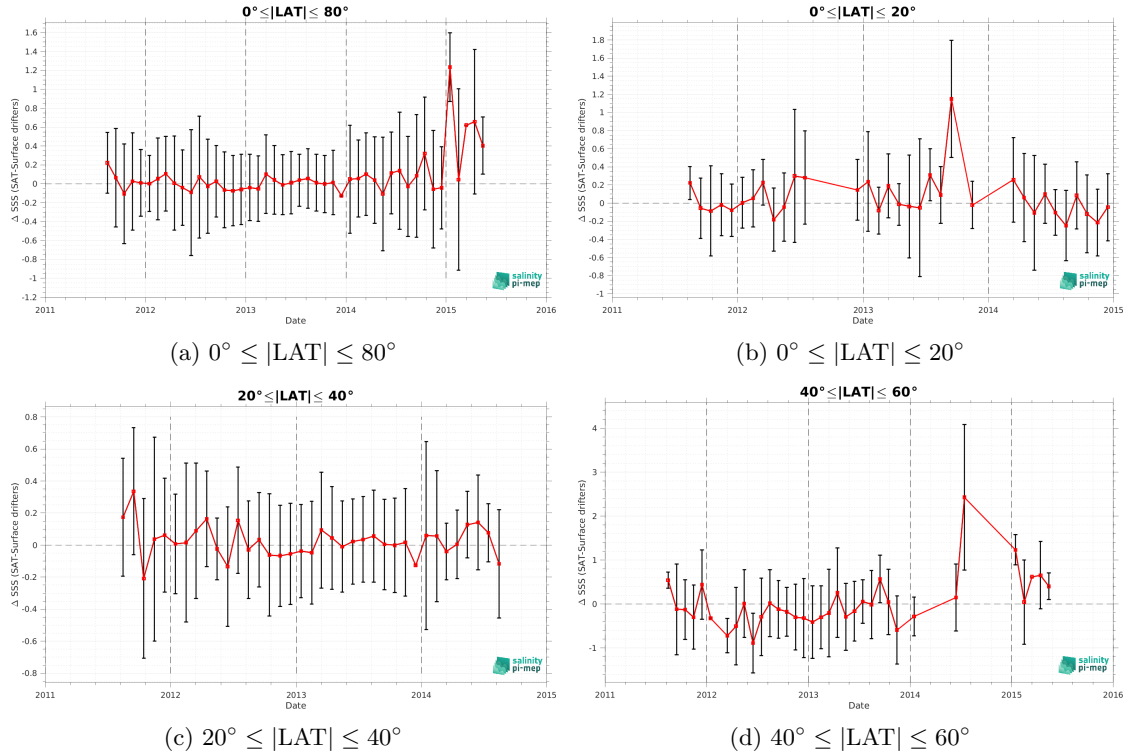 0°≤|LAT|≤ 80°
Δ SSS (SAT-Surface drifters)
1.6
1.4
1.2
1
0.8
0.6
0.4
0.2
0
-0.2
-0.4
-0.6
-0.8
-1
-1.2
salinity
pi-mep
2011 2012 2013 2014 2015 2016
Date
(a) 0° ≤ |LAT| ≤ 80°
0°≤|LAT|≤ 20°
Δ SSS (SAT-Surface drifters)
1.8
1.6
1.4
1.2
1
0.8
0.6
0.4
0.2
0
-0.2
-0.4
-0.6
-0.8
-1
salinity
pi-mep
2011 2012 2013 2014 2015
Date
(b) 0° ≤ |LAT| ≤ 20°
20°≤|LAT|≤ 40°
Δ SSS (SAT-Surface drifters)
0.8
0.6
0.4
0.2
0
-0.2
-0.4
-0.6
-0.8
salinity
pi-mep
2011 2012 2013 2014 2015
Date
(c) 20° ≤ |LAT| ≤ 40°
40°≤|LAT|≤ 60°
Δ SSS (SAT-Surface drifters)
4
3
2
1
0
-1
salinity
pi-mep
2011 2012 2013 2014 2015 2016
Date
(d) 40° ≤ |LAT| ≤ 60°